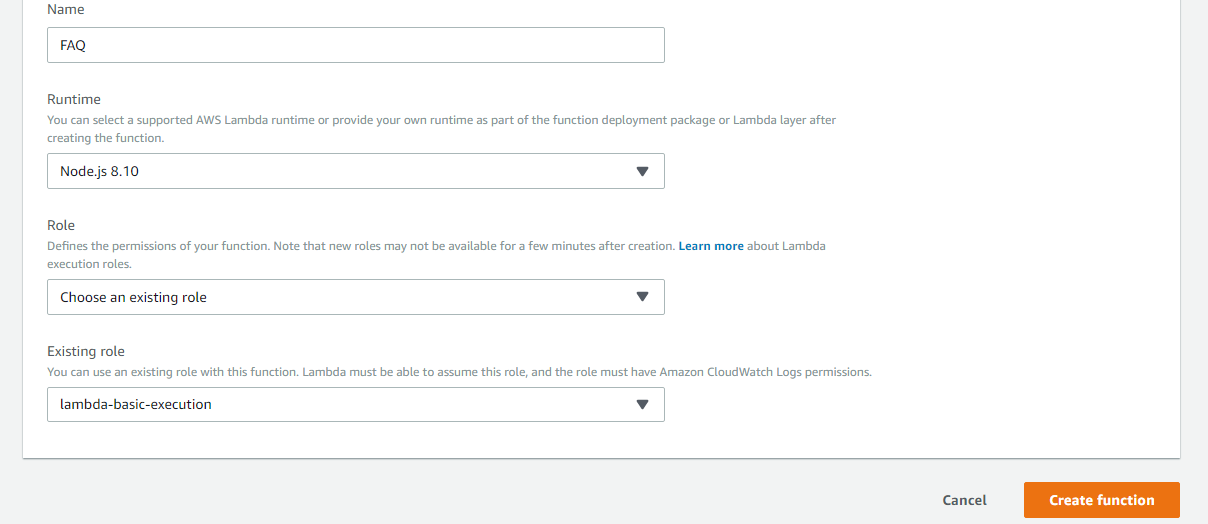 Name
FAQ
Runtime
You can select a supported AWS Lambda runtime or provide your own runtime as part of the function deployment package or Lambda layer after
creating the function.
Node.js 8.10
Role
Defines the permissions of your function. Note that new roles may not be available for a few minutes after creation. Learn more about Lambda
execution roles.
Choose an existing role
Existing role
You can use an existing role with this function. Lambda must be able to assume this role, and the role must have Amazon CloudWatch Logs permissions.
lambda-basic-execution
Cancel
Create function